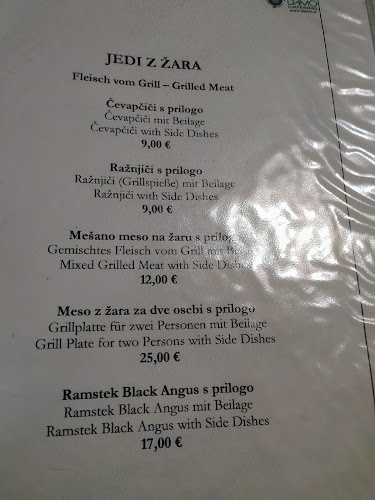 DAMO
JEDI Z ŽARA
Fleisch vom Grill – Grilled Meat
Čevapčiči s prilogo
Čevapčiči mit Beilage
Čevapčiči with Side Dishes
9,00 €
Ražnjiči s prilogo
Ražnjiči (Grillspieße) mit Beilage
Ražnjiči with Side Dishes
9,00 €
Mešano meso na žaru s prilogo
Gemischtes Fleisch vom Grill mit Beilage
Mixed Grilled Meat with Side Dishes
12,00 €
Meso z žara za dve osebi s prilogo
Grillplatte für zwei Personen mit Beilage
Grill Plate for two Persons with Side Dishes
25,00 €
Ramstek Black Angus s prilogo
Ramstek Black Angus mit Beilage
Ramstek Black Angus with Side Dishes
17,00 €